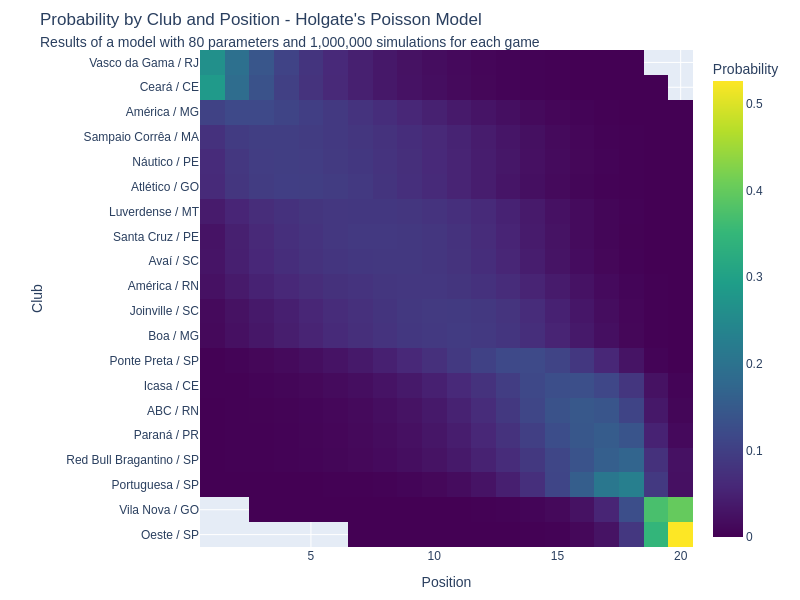 Probability by Club and Position - Holgate's Poisson Model
Results of a model with 80 parameters and 1,000,000 simulations for each game
Probability
Club
Vasco da Gama / RJ
Ceará / CE
América / MG
Sampaio Corrêa / MA
Náutico / PE
Atlético / GO
Luverdense / MT
Santa Cruz / PE
Avaí / SC
América / RN
Joinville / SC
Boa / MG
Ponte Preta / SP
Icasa / CE
ABC / RN
Paraná / PR
Red Bull Bragantino / SP
Portuguesa / SP
Vila Nova / GO
Oeste / SP
0.5
0.4
0.3
0.2
0.1
0
5 10 15 20
Position